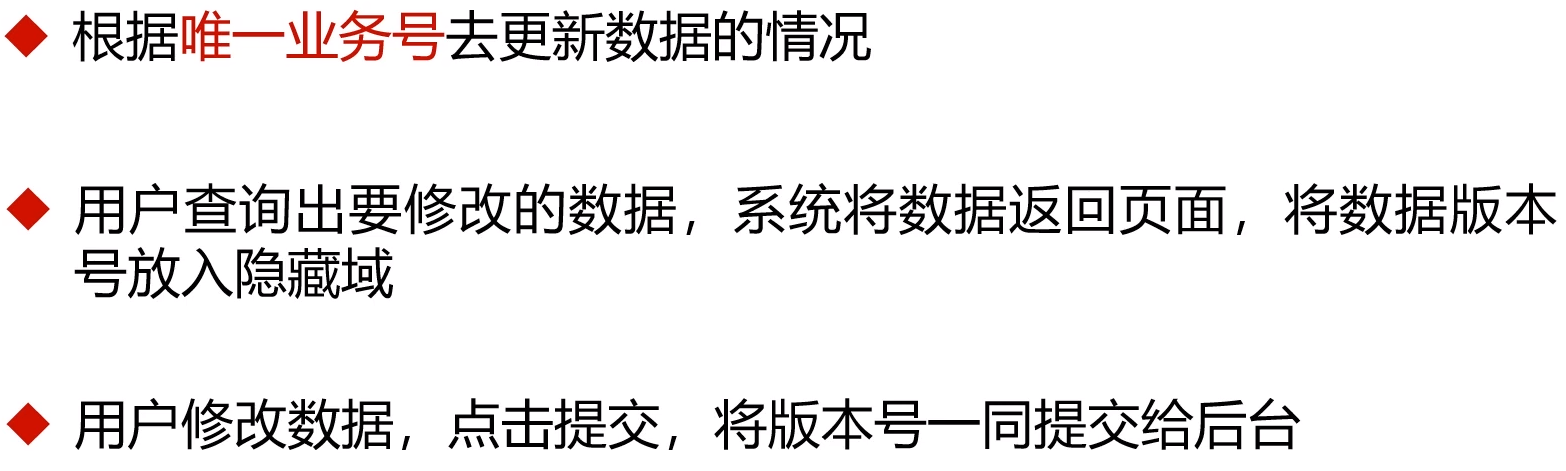 根据唯一业务号去更新数据的情况
用户查询出要修改的数据，系统将数据返回页面，将数据版本
号放入隐藏域
用户修改数据，点击提交，将版本号一同提交给后台